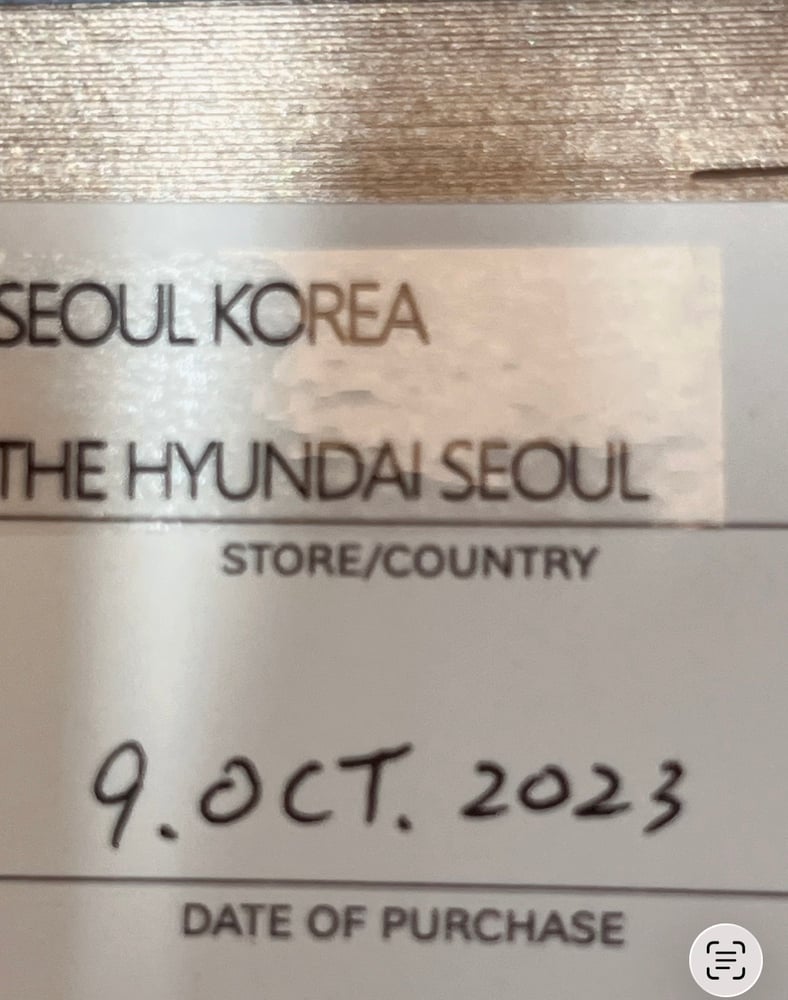 SEOUL KOREA
THE HYUNDAI SEOUL
STORE/COUNTRY
9. OCT. 2023
DATE OF PURCHASE